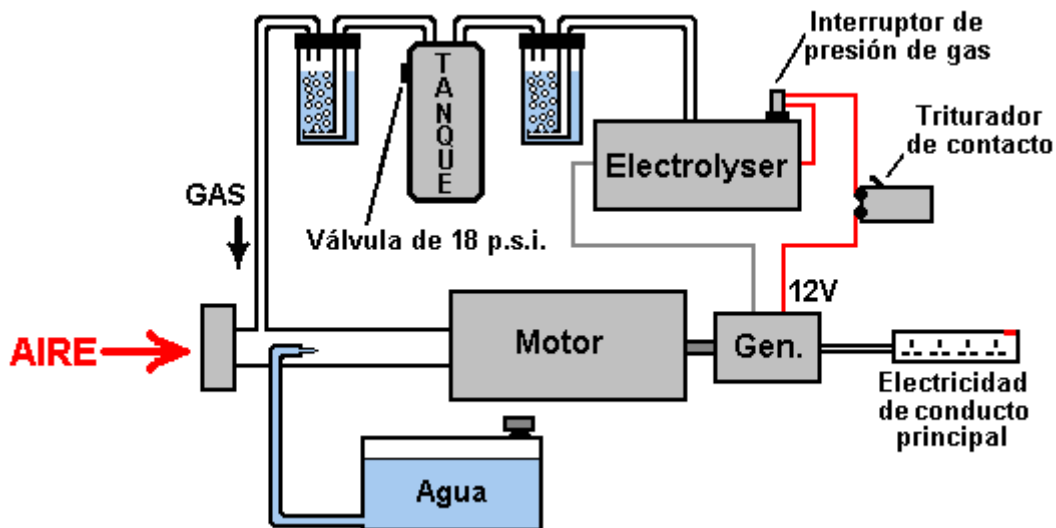 Interruptor de
presión de gas
TANQUE
Electrolyser
Triturador
de contacto
GAS
Válvula de 18 p.s.i.
12V
AIRE
Motor
Gen.
Electricidad
de conducto
principal
Agua